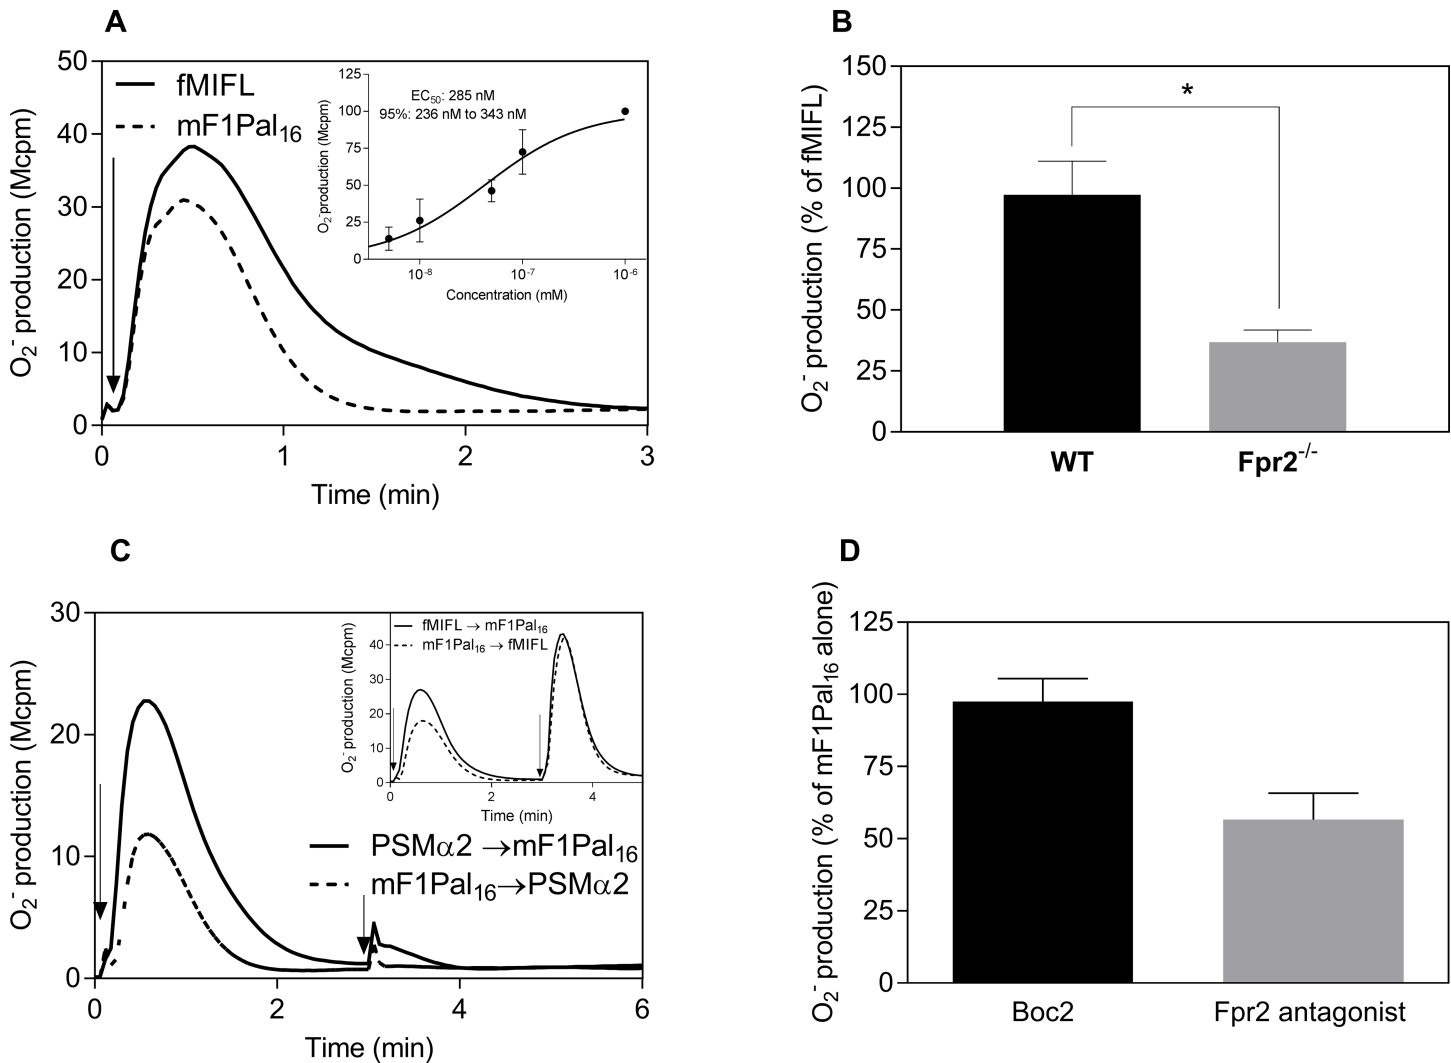 A
O₂⁻ production (Mcpm)
50
40
30
20
10
0
0 1 2 3
Time (min)
fMIFL
mF1Pal₁₆
O₂⁻production (Mcpm)
125
100
75
50
25
0
EC₅₀: 285 nM
95%: 236 nM to 343 nM
10⁻⁸ 10⁻⁷ 10⁻⁶
Concentration (mM)
B
O₂⁻ production (% of fMIFL)
150
125
100
75
50
25
0
*
WT Fpr2⁻/⁻
C
O₂⁻ production (Mcpm)
30
20
10
0
0 2 4 6
Time (min)
O₂⁻ production (Mcpm)
40
30
20
10
0
fMIFL → mF1Pal₁₆
mF1Pal₁₆ → fMIFL
0 2 4
Time (min)
PSMα2 →mF1Pal₁₆
mF1Pal₁₆→PSMα2
D
O₂⁻ production (% of mF1Pal₁₆ alone)
125
100
75
50
25
0
Boc2 Fpr2 antagonist